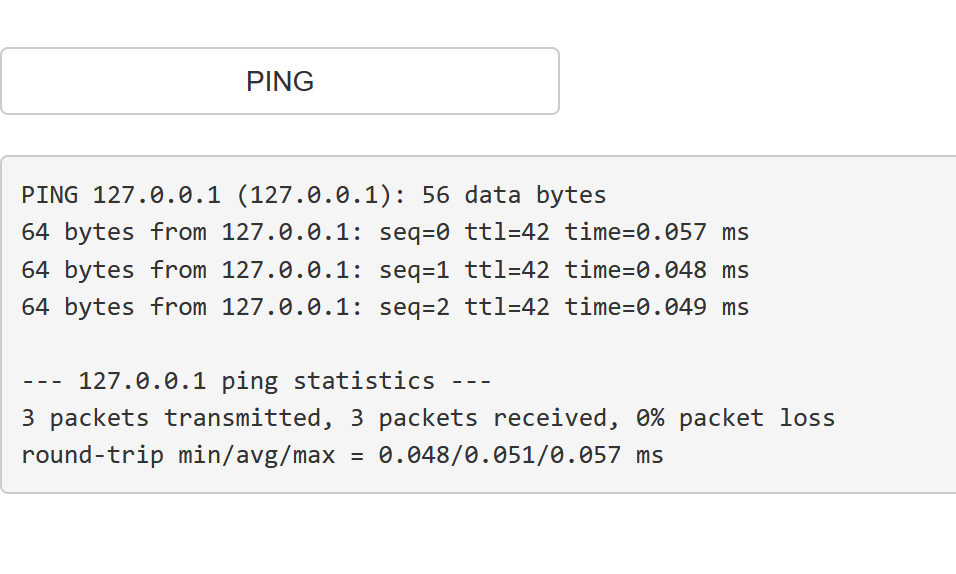 PING
PING 127.0.0.1 (127.0.0.1): 56 data bytes
64 bytes from 127.0.0.1: seq=0 ttl=42 time=0.057 ms
64 bytes from 127.0.0.1: seq=1 ttl=42 time=0.048 ms
64 bytes from 127.0.0.1: seq=2 ttl=42 time=0.049 ms
--- 127.0.0.1 ping statistics ---
3 packets transmitted, 3 packets received, 0% packet loss
round-trip min/avg/max = 0.048/0.051/0.057 ms